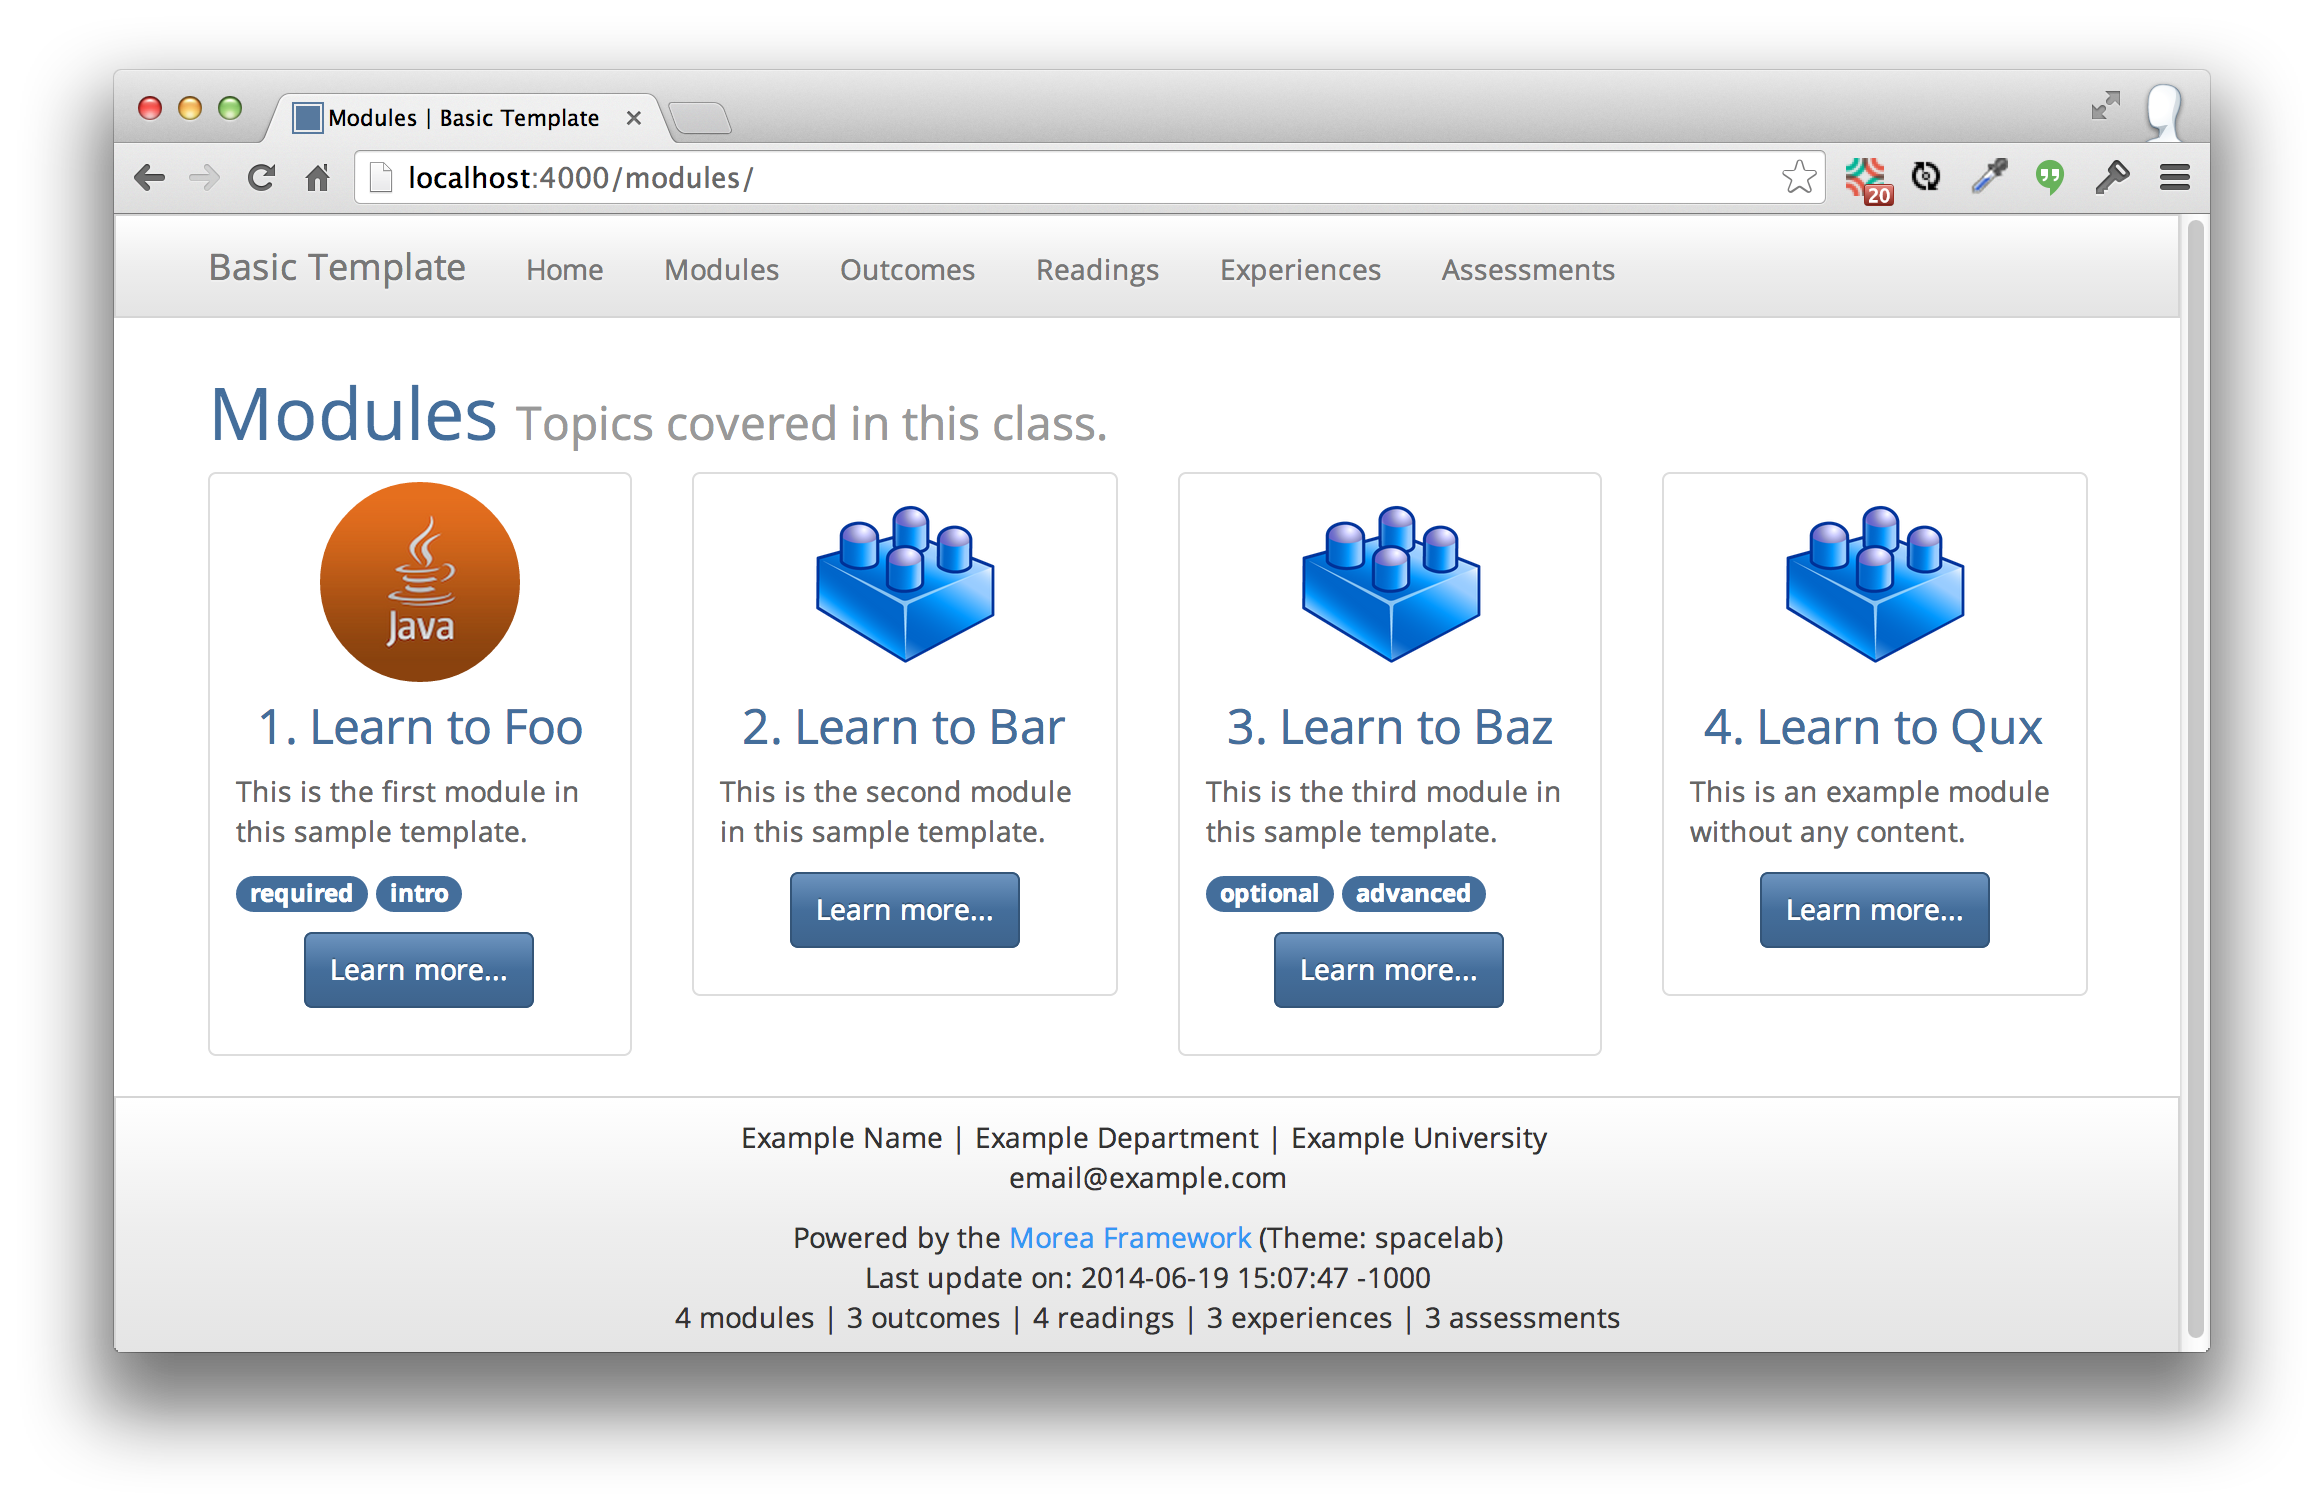 Modules | Basic Template
localhost:4000/modules/
20
Basic Template Home Modules Outcomes Readings Experiences Assessments
Modules Topics covered in this class.
Java
1. Learn to Foo
This is the first module in
this sample template.
required intro
Learn more...
2. Learn to Bar
This is the second module
in this sample template.
Learn more...
3. Learn to Baz
This is the third module in
this sample template.
optional advanced
Learn more...
4. Learn to Qux
This is an example module
without any content.
Learn more...
Example Name | Example Department | Example University
email@example.com
Powered by the Morea Framework (Theme: spacelab)
Last update on: 2014-06-19 15:07:47 -1000
4 modules | 3 outcomes | 4 readings | 3 experiences | 3 assessments